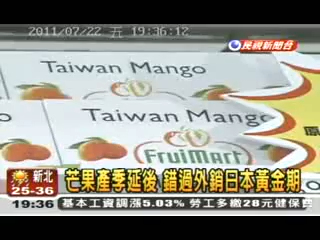 2011/07/22 五 19:36:12
民視新聞台
Taiwan Mango
Taiwan Mango
FruiMart
新北
25-36
芒果產季延後 錯過外銷日本黃金期
19:36
基本工資調漲5.03% 勞工多繳28元健保